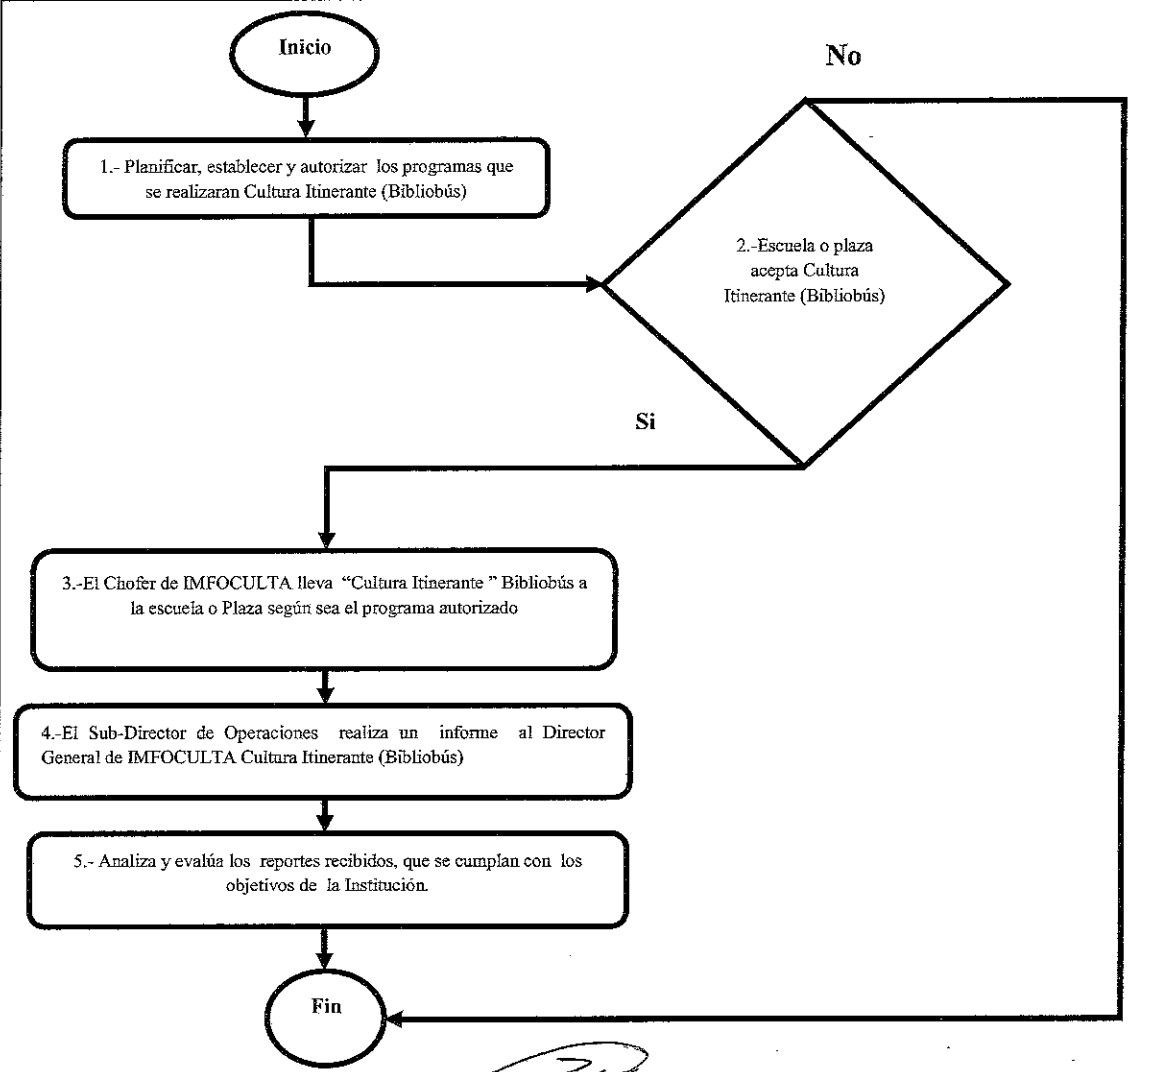 Inicio
No
1.- Planificar, establecer y autorizar los programas que
se realizaran Cultura Itinerante (Bibliobús)
2.-Escuela o plaza
acepta Cultura
Itinerante (Bibliobús)
Si
3.-El Chofer de IMFOCULTA lleva “Cultura Itinerante ” Bibliobús a
la escuela o Plaza según sea el programa autorizado
4.-El Sub-Director de Operaciones realiza un informe al Director
General de IMFOCULTA Cultura Itinerante (Bibliobús)
5.- Analiza y evalúa los reportes recibidos, que se cumplan con los
objetivos de la Institución.
Fin